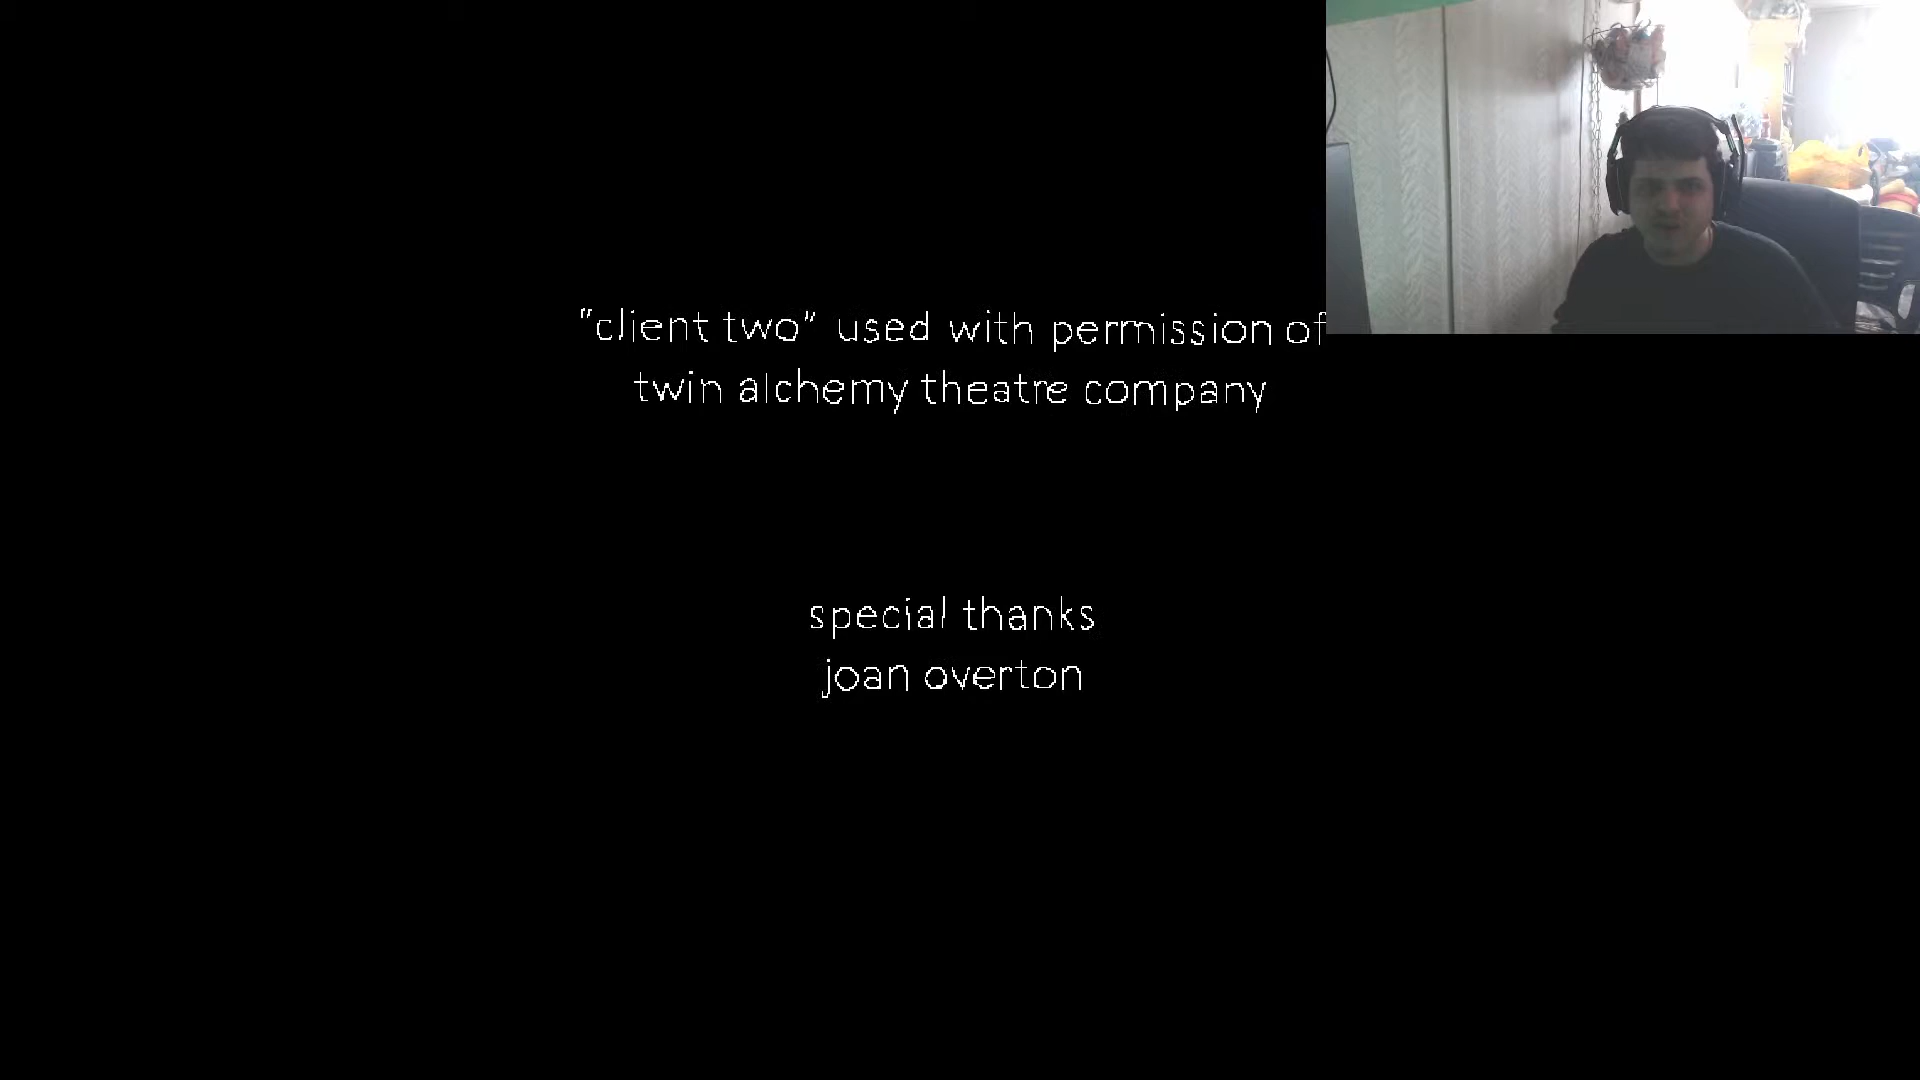 "client two" used with permission of
twin alchemy theatre company
special thanks
joan overton